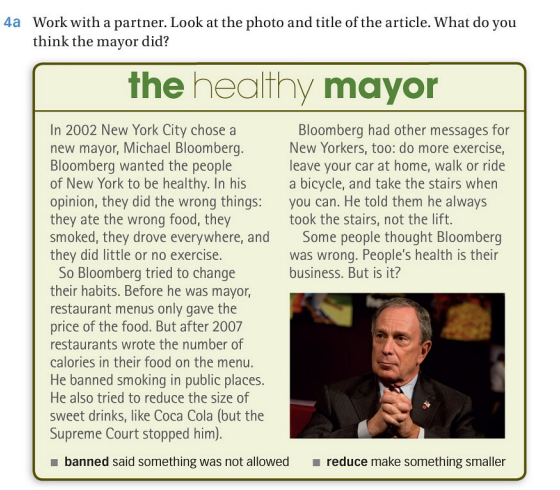 4a Work with a partner. Look at the photo and title of the article. What do you
think the mayor did?
the healthy mayor
In 2002 New York City chose a
new mayor, Michael Bloomberg.
Bloomberg wanted the people
of New York to be healthy. In his
opinion, they did the wrong things:
they ate the wrong food, they
smoked, they drove everywhere, and
they did little or no exercise.
So Bloomberg tried to change
their habits. Before he was mayor,
restaurant menus only gave the
price of the food. But after 2007
restaurants wrote the number of
calories in their food on the menu.
He banned smoking in public places.
He also tried to reduce the size of
sweet drinks, like Coca Cola (but the
Supreme Court stopped him).
Bloomberg had other messages for
New Yorkers, too: do more exercise,
leave your car at home, walk or ride
a bicycle, and take the stairs when
you can. He told them he always
took the stairs, not the lift.
Some people thought Bloomberg
was wrong. People's health is their
business. But is it?
■ banned said something was not allowed
■ reduce make something smaller